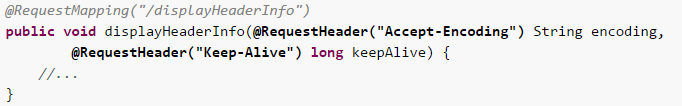 @RequestMapping("/displayHeaderInfo")
public void displayHeaderInfo(@RequestHeader("Accept-Encoding") String encoding,
        @RequestHeader("Keep-Alive") long keepAlive) {
    //...
}